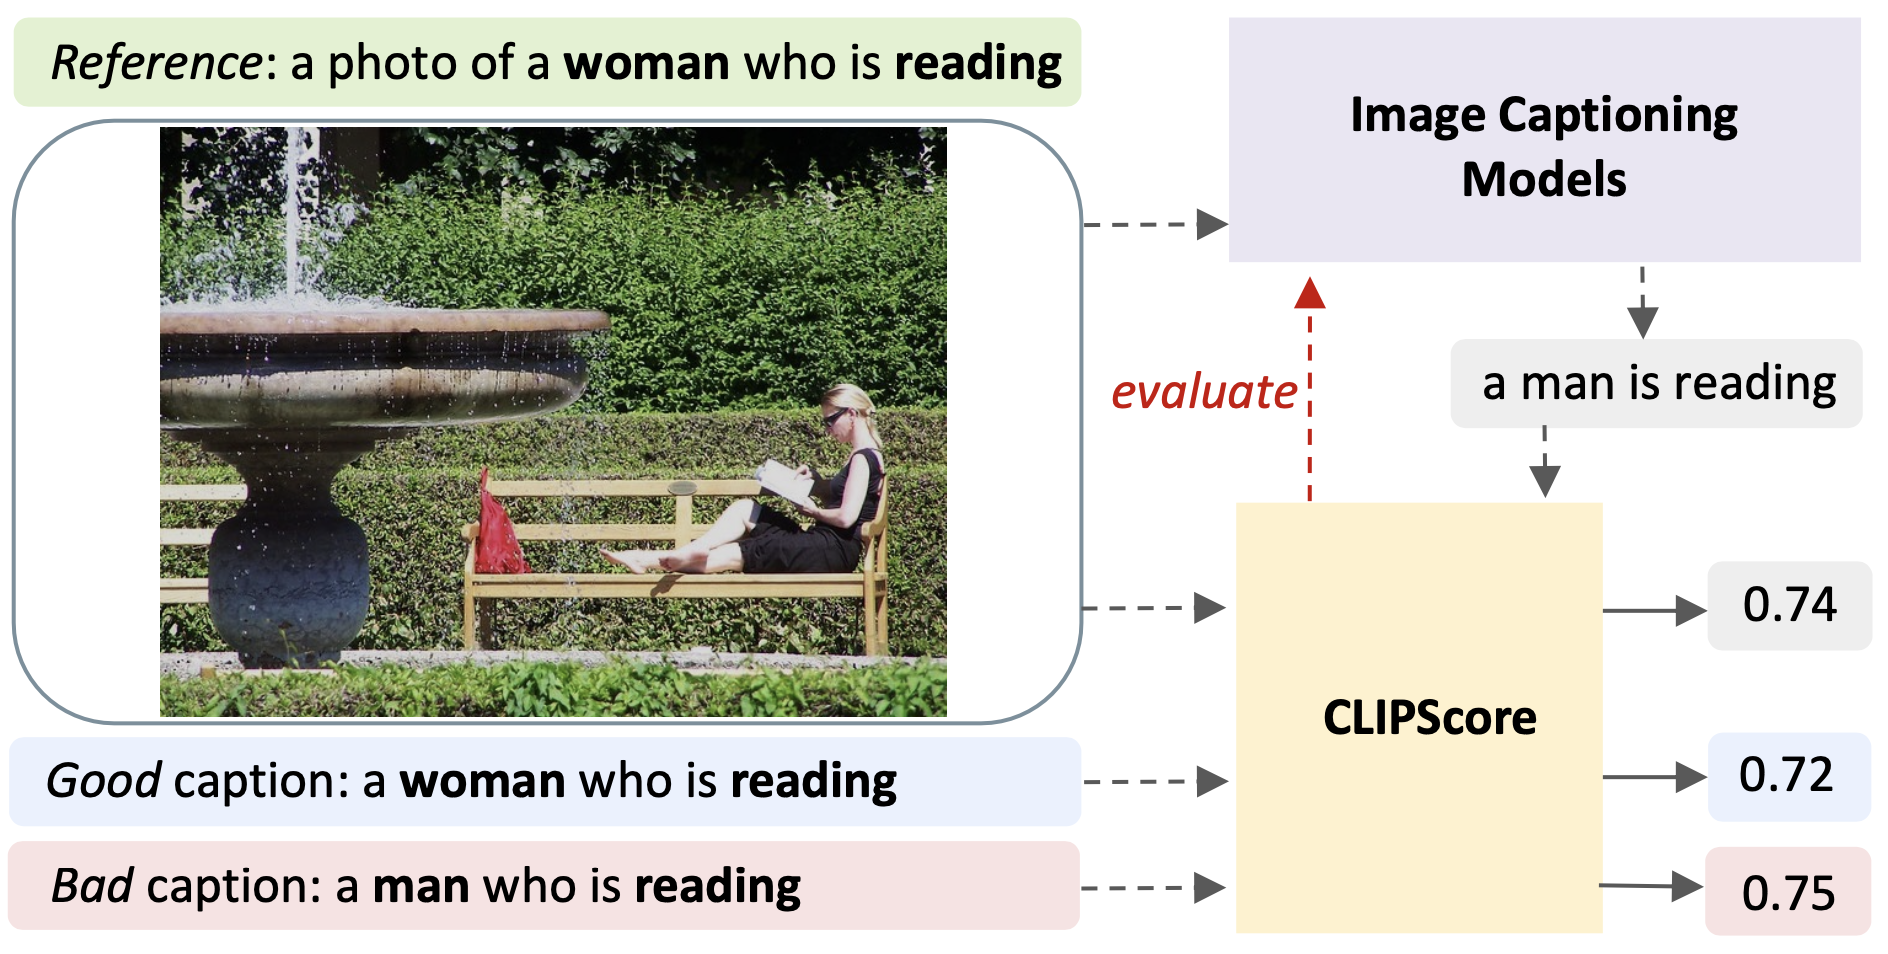 Reference: a photo of a woman who is reading
Image Captioning
Models
evaluate
a man is reading
CLIPScore
0.74
Good caption: a woman who is reading
0.72
Bad caption: a man who is reading
0.75